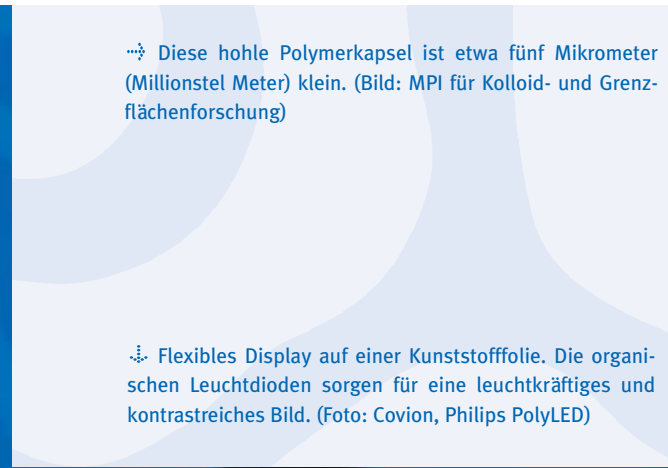 ⇢ Diese hohle Polymerkapsel ist etwa fünf Mikrometer
(Millionstel Meter) klein. (Bild: MPI für Kolloid- und Grenz-
flächenforschung)
⇣ Flexibles Display auf einer Kunststofffolie. Die organi-
schen Leuchtdioden sorgen für eine leuchtkräftiges und
kontrastreiches Bild. (Foto: Covion, Philips PolyLED)